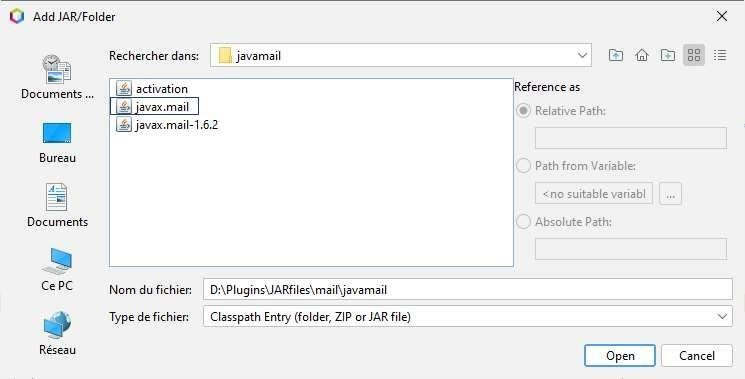 Add JAR/Folder
Rechercher dans: javamail
Documents ...
Bureau
Documents
Ce PC
Réseau
activation
javax.mail
javax.mail-1.6.2
Reference as
Relative Path:
Path from Variable:
<no suitable variabl ...
Absolute Path:
Nom du fichier: D:\Plugins\JARfiles\mail\javamail
Type de fichier: Classpath Entry (folder, ZIP or JAR file)
Open Cancel